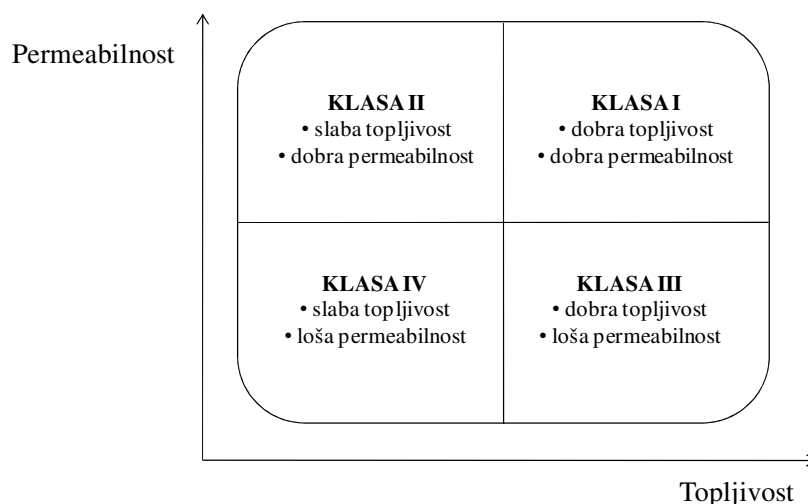 Permeabilnost
KLASA II
• slaba topljivost
• dobra permeabilnost
KLASA I
• dobra topljivost
• dobra permeabilnost
KLASA IV
• slaba topljivost
• loša permeabilnost
KLASA III
• dobra topljivost
• loša permeabilnost
Topljivost